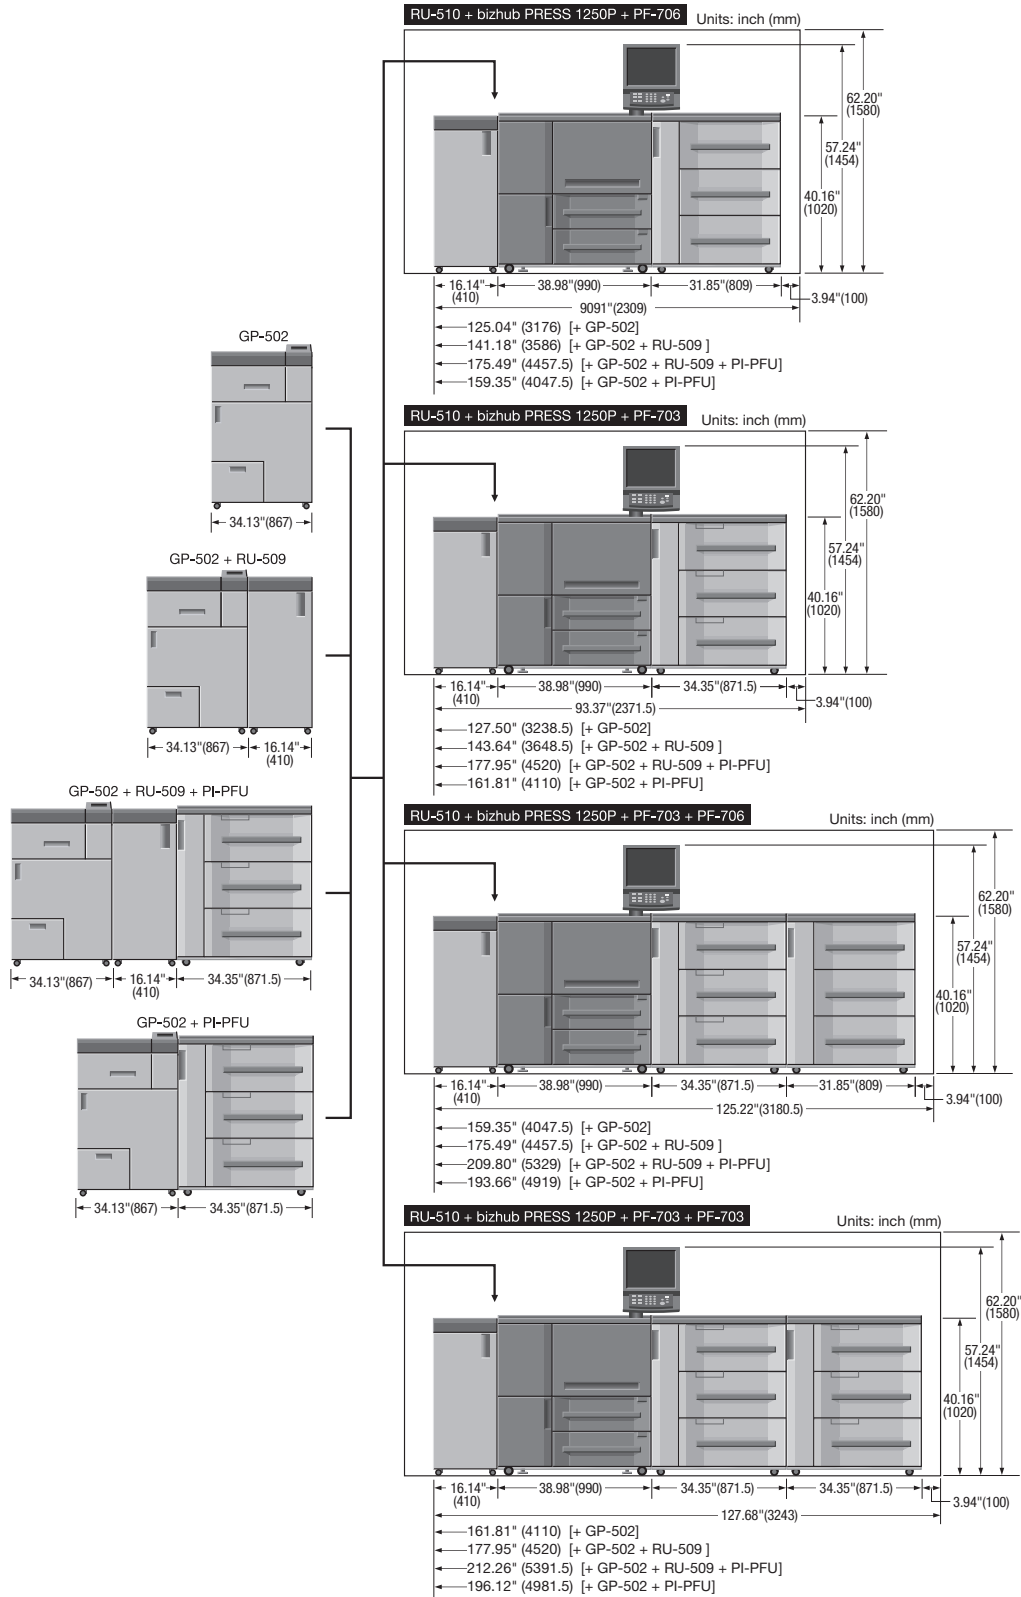 RU-510 + bizhub PRESS 1250P + PF-706
Units: inch (mm)
62.20"
(1580)
57.24"
(1454)
40.16"
(1020)
16.14"
(410)
38.98"(990)
31.85"(809)
3.94"(100)
9091"(2309)
125.04" (3176) [+ GP-502]
141.18" (3586) [+ GP-502 + RU-509 ]
175.49" (4457.5) [+ GP-502 + RU-509 + PI-PFU]
159.35" (4047.5) [+ GP-502 + PI-PFU]
GP-502
34.13"(867)
GP-502 + RU-509
34.13"(867)
16.14"
(410)
GP-502 + RU-509 + PI-PFU
34.13"(867)
16.14"
(410)
34.35"(871.5)
GP-502 + PI-PFU
34.13"(867)
34.35"(871.5)
RU-510 + bizhub PRESS 1250P + PF-703
Units: inch (mm)
62.20"
(1580)
57.24"
(1454)
40.16"
(1020)
16.14"
(410)
38.98"(990)
34.35"(871.5)
3.94"(100)
93.37"(2371.5)
127.50" (3238.5) [+ GP-502]
143.64" (3648.5) [+ GP-502 + RU-509 ]
177.95" (4520) [+ GP-502 + RU-509 + PI-PFU]
161.81" (4110) [+ GP-502 + PI-PFU]
RU-510 + bizhub PRESS 1250P + PF-703 + PF-706
Units: inch (mm)
62.20"
(1580)
57.24"
(1454)
40.16"
(1020)
16.14"
(410)
38.98"(990)
34.35"(871.5)
31.85"(809)
3.94"(100)
125.22"(3180.5)
159.35" (4047.5) [+ GP-502]
175.49" (4457.5) [+ GP-502 + RU-509 ]
209.80" (5329) [+ GP-502 + RU-509 + PI-PFU]
193.66" (4919) [+ GP-502 + PI-PFU]
RU-510 + bizhub PRESS 1250P + PF-703 + PF-703
Units: inch (mm)
62.20"
(1580)
57.24"
(1454)
40.16"
(1020)
16.14"
(410)
38.98"(990)
34.35"(871.5)
34.35"(871.5)
3.94"(100)
127.68"(3243)
161.81" (4110) [+ GP-502]
177.95" (4520) [+ GP-502 + RU-509 ]
212.26" (5391.5) [+ GP-502 + RU-509 + PI-PFU]
196.12" (4981.5) [+ GP-502 + PI-PFU]